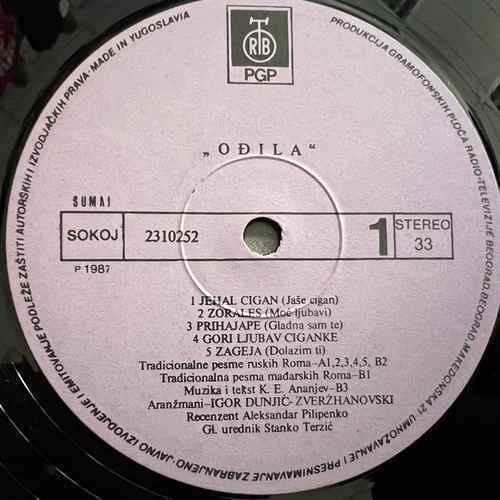 RTB
PGP
JAVNO IZVODJENJE I EMITOVANJE PODLEŽE ZAŠTITI AUTORSKIH I IZVODJAČKIH PRAVA·MADE IN YUGOSLAVIA
PRODUKCIJA GRAMOFONSKIH PLOČA RADIO-TELEVIZIJE BEOGRAD, BEOGRAD, MAKEDONSKA 21 UMNOŽAVANJE I PRESNIMAVANJE ZABRANJENO·
„OĐILA"
SUMAJ
SOKOJ 2310252 1 STEREO
33
P 1987
1 JEHAL CIGAN (Jaše cigan)
2 ZORALES (Moć ljubavi)
3 PRIHAJAPE (Gladna sam te)
4 GORI LJUBAV CIGANKE
5 ZAGEJA (Dolazim ti)
Tradicionalne pesme ruskih Roma-A1,2,3,4,5, B2
Tradicionalna pesma mađarskih Roma-B1
Muzika i tekst K. E. Ananjev-B3
Aranžmani-IGOR DUNJIČ-ZVERŽHANOVSKI
Recenzent Aleksandar Pilipenko
Gl. urednik Stanko Terzić